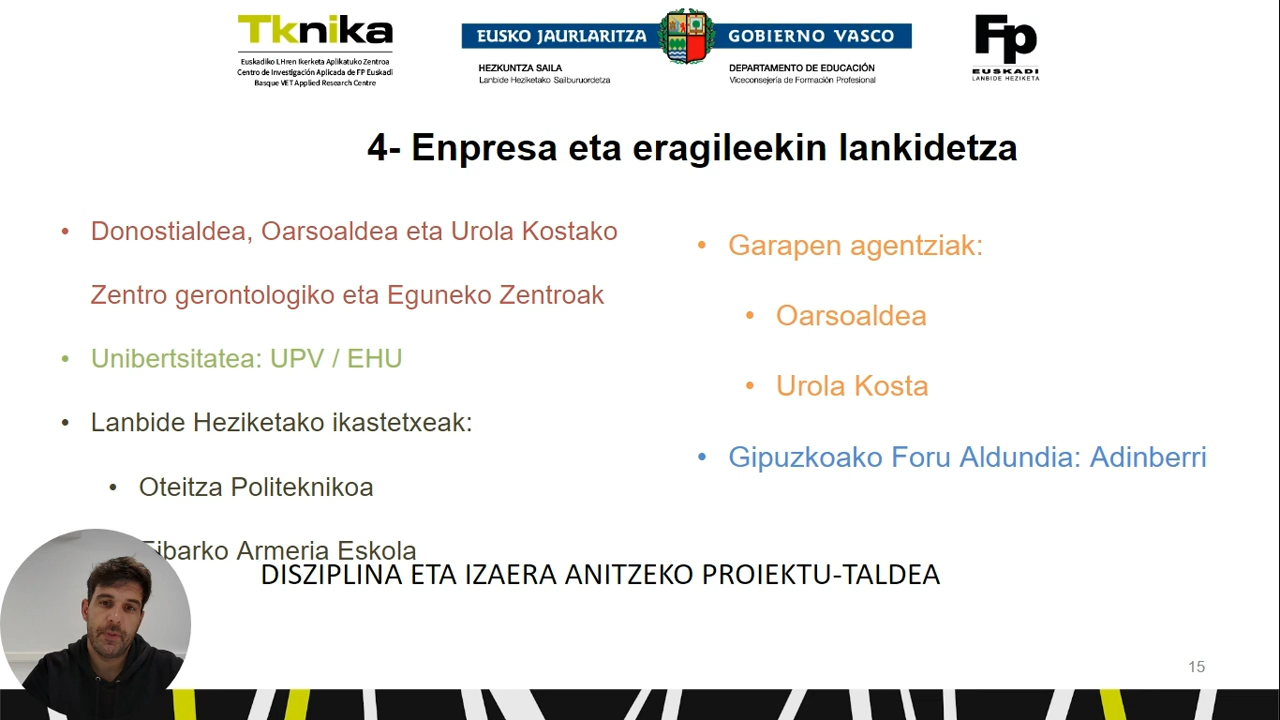 Tknika
Euskadiko LHren Ikerketa Aplikatuko Zentroa
Centro de Investigación Aplicada de FP Euskadi
Basque VET Applied Research Centre
EUSKO JAURLARITZA
GOBIERNO VASCO
HEZKUNTZA SAILA
Lanbide Heziketako Sailburuordetza
DEPARTAMENTO DE EDUCACIÓN
Viceconsejería de Formación Profesional
Fp
EUSKADI
LANBIDE HEZIKETA
4- Enpresa eta eragileekin lankidetza
• Donostialdea, Oarsoaldea eta Urola Kostako
Zentro gerontologiko eta Eguneko Zentroak
• Unibertsitatea: UPV / EHU
• Lanbide Heziketako ikastetxeak:
• Oteitza Politeknikoa
Eibarko Armeria Eskola
• Garapen agentziak:
• Oarsoaldea
• Urola Kosta
• Gipuzkoako Foru Aldundia: Adinberri
DISZIPLINA ETA IZAERA ANITZEKO PROIEKTU-TALDEA
15